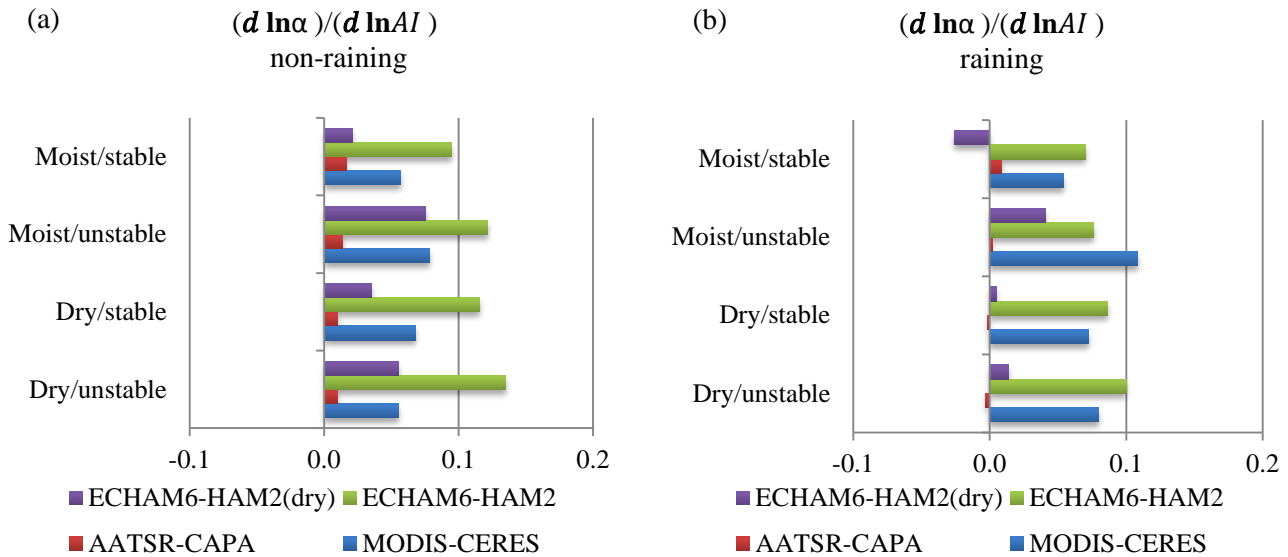 (a)
(d lnα )/(d lnAI )
non-raining
Moist/stable
Moist/unstable
Dry/stable
Dry/unstable
-0.1 0.0 0.1 0.2
ECHAM6-HAM2(dry) ECHAM6-HAM2
AATSR-CAPA MODIS-CERES
(b)
(d lnα )/(d lnAI )
raining
Moist/stable
Moist/unstable
Dry/stable
Dry/unstable
-0.1 0.0 0.1 0.2
ECHAM6-HAM2(dry) ECHAM6-HAM2
AATSR-CAPA MODIS-CERES